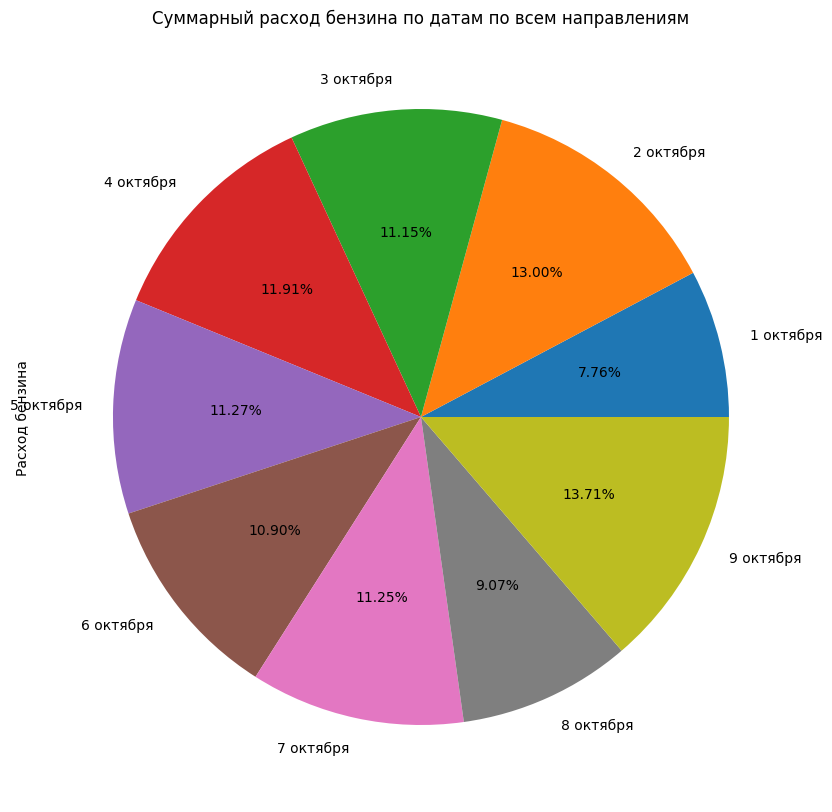 Суммарный расход бензина по датам по всем направлениям
3 октября
2 октября
4 октября
11.15%
13.00%
11.91%
1 октября
7.76%
Расход бензина
5 октября
11.27%
13.71%
10.90%
9 октября
9.07%
11.25%
6 октября
8 октября
7 октября